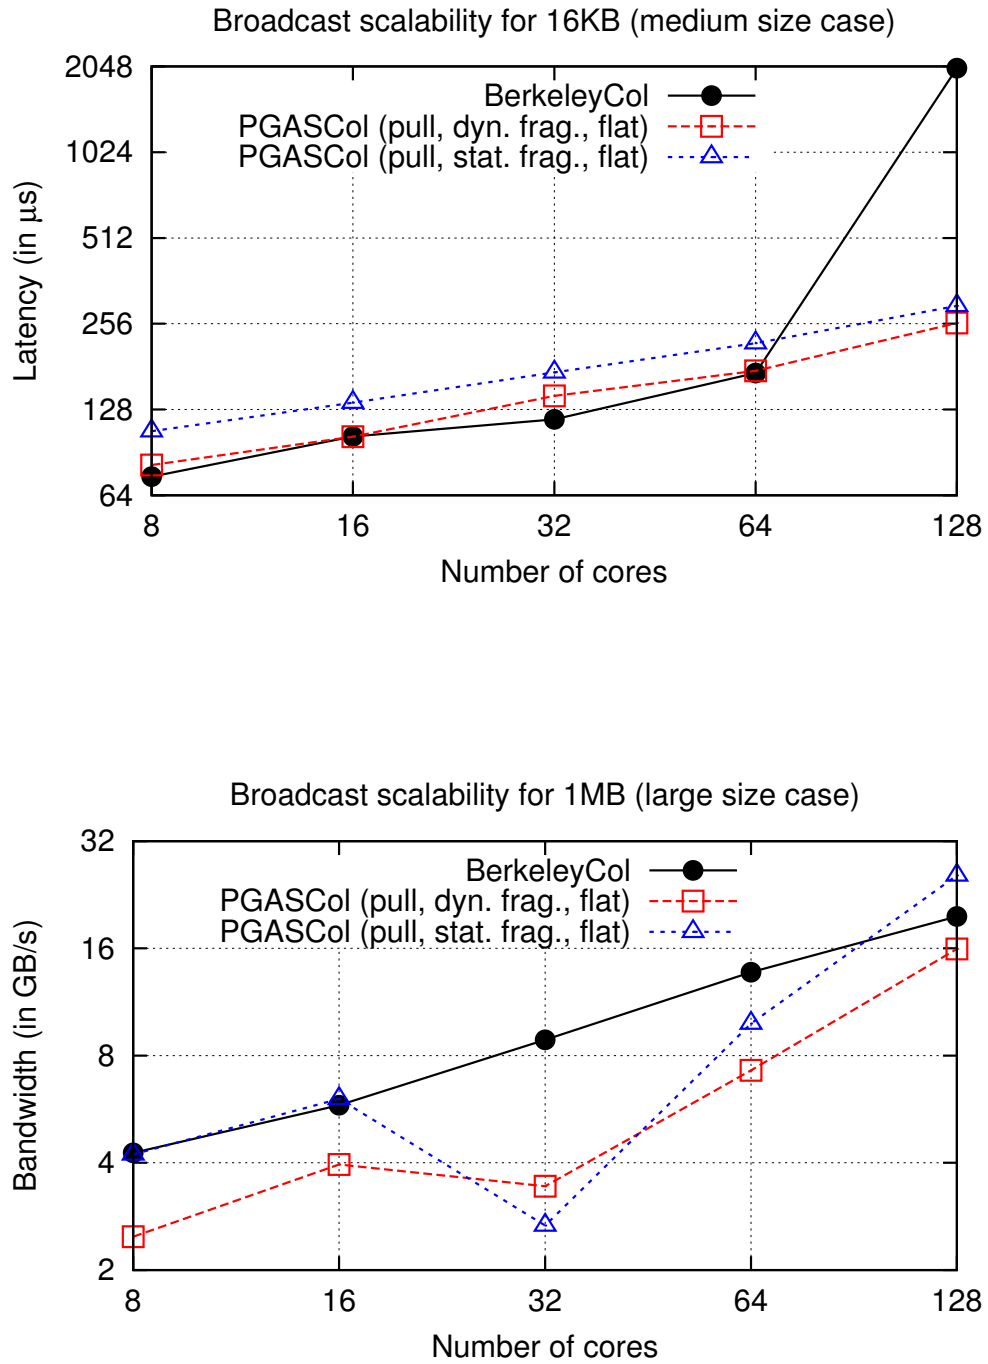 Broadcast scalability for 16KB (medium size case)
2048
1024
512
256
128
64
Latency (in μs)
BerkeleyCol
PGASCol (pull, dyn. frag., flat)
PGASCol (pull, stat. frag., flat)
8 16 32 64 128
Number of cores
Broadcast scalability for 1MB (large size case)
32
16
8
4
2
Bandwidth (in GB/s)
BerkeleyCol
PGASCol (pull, dyn. frag., flat)
PGASCol (pull, stat. frag., flat)
8 16 32 64 128
Number of cores